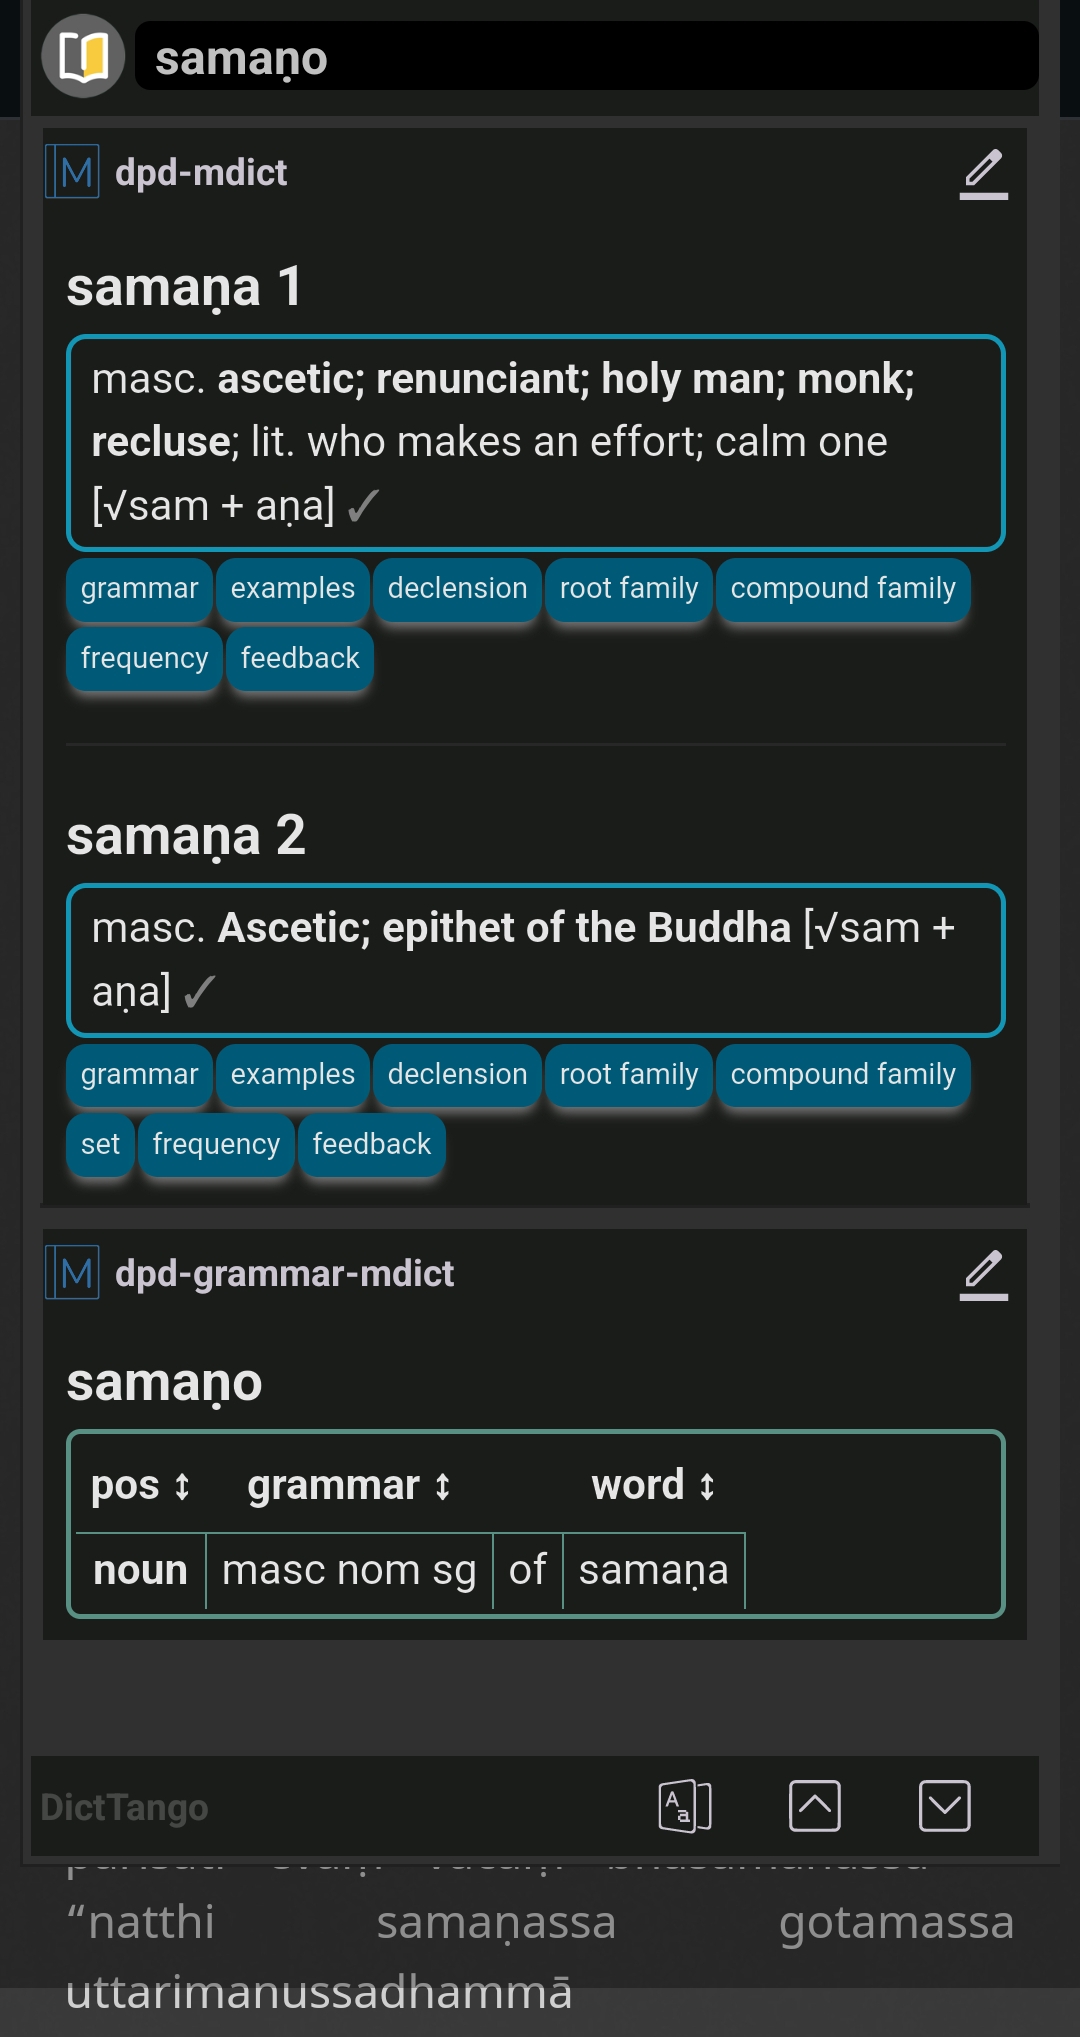 samaṇo
dpd-mdict
samaṇa 1
masc. ascetic; renunciant; holy man; monk;
recluse; lit. who makes an effort; calm one
[√sam + aṇa] ✓
grammar examples declension root family compound family
frequency feedback
samaṇa 2
masc. Ascetic; epithet of the Buddha [√sam +
aṇa] ✓
grammar examples declension root family compound family
set frequency feedback
dpd-grammar-mdict
samaṇo
pos ↕ grammar ↕ word ↕
noun masc nom sg of samaṇa
DictTango
“natthi samaṇassa gotamassa
uttarimanussadhammā